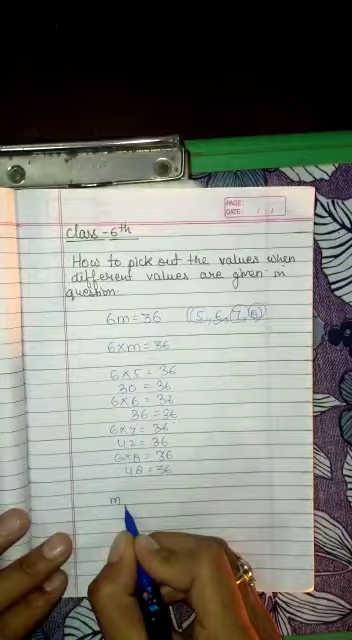 PAGE:
DATE / /
Class - 6th
How to pick out the values when
different values are given in
question.
6m = 36 (5, 6, 7, 8)
6×m = 36
6×5 = 36
30 = 36
6×6 = 36
36 = 36
6×7 = 36
42 = 36
6×8 = 36
48 = 36
m